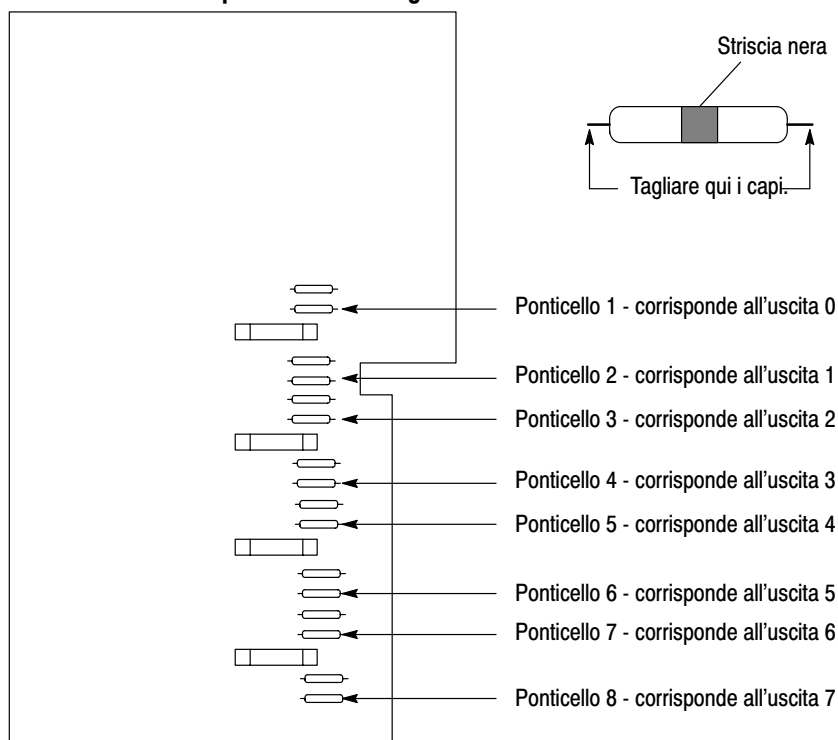 Striscia nera
Tagliare qui i capi.
Ponticello 1 - corrisponde all'uscita 0
Ponticello 2 - corrisponde all'uscita 1
Ponticello 3 - corrisponde all'uscita 2
Ponticello 4 - corrisponde all'uscita 3
Ponticello 5 - corrisponde all'uscita 4
Ponticello 6 - corrisponde all'uscita 5
Ponticello 7 - corrisponde all'uscita 6
Ponticello 8 - corrisponde all'uscita 7